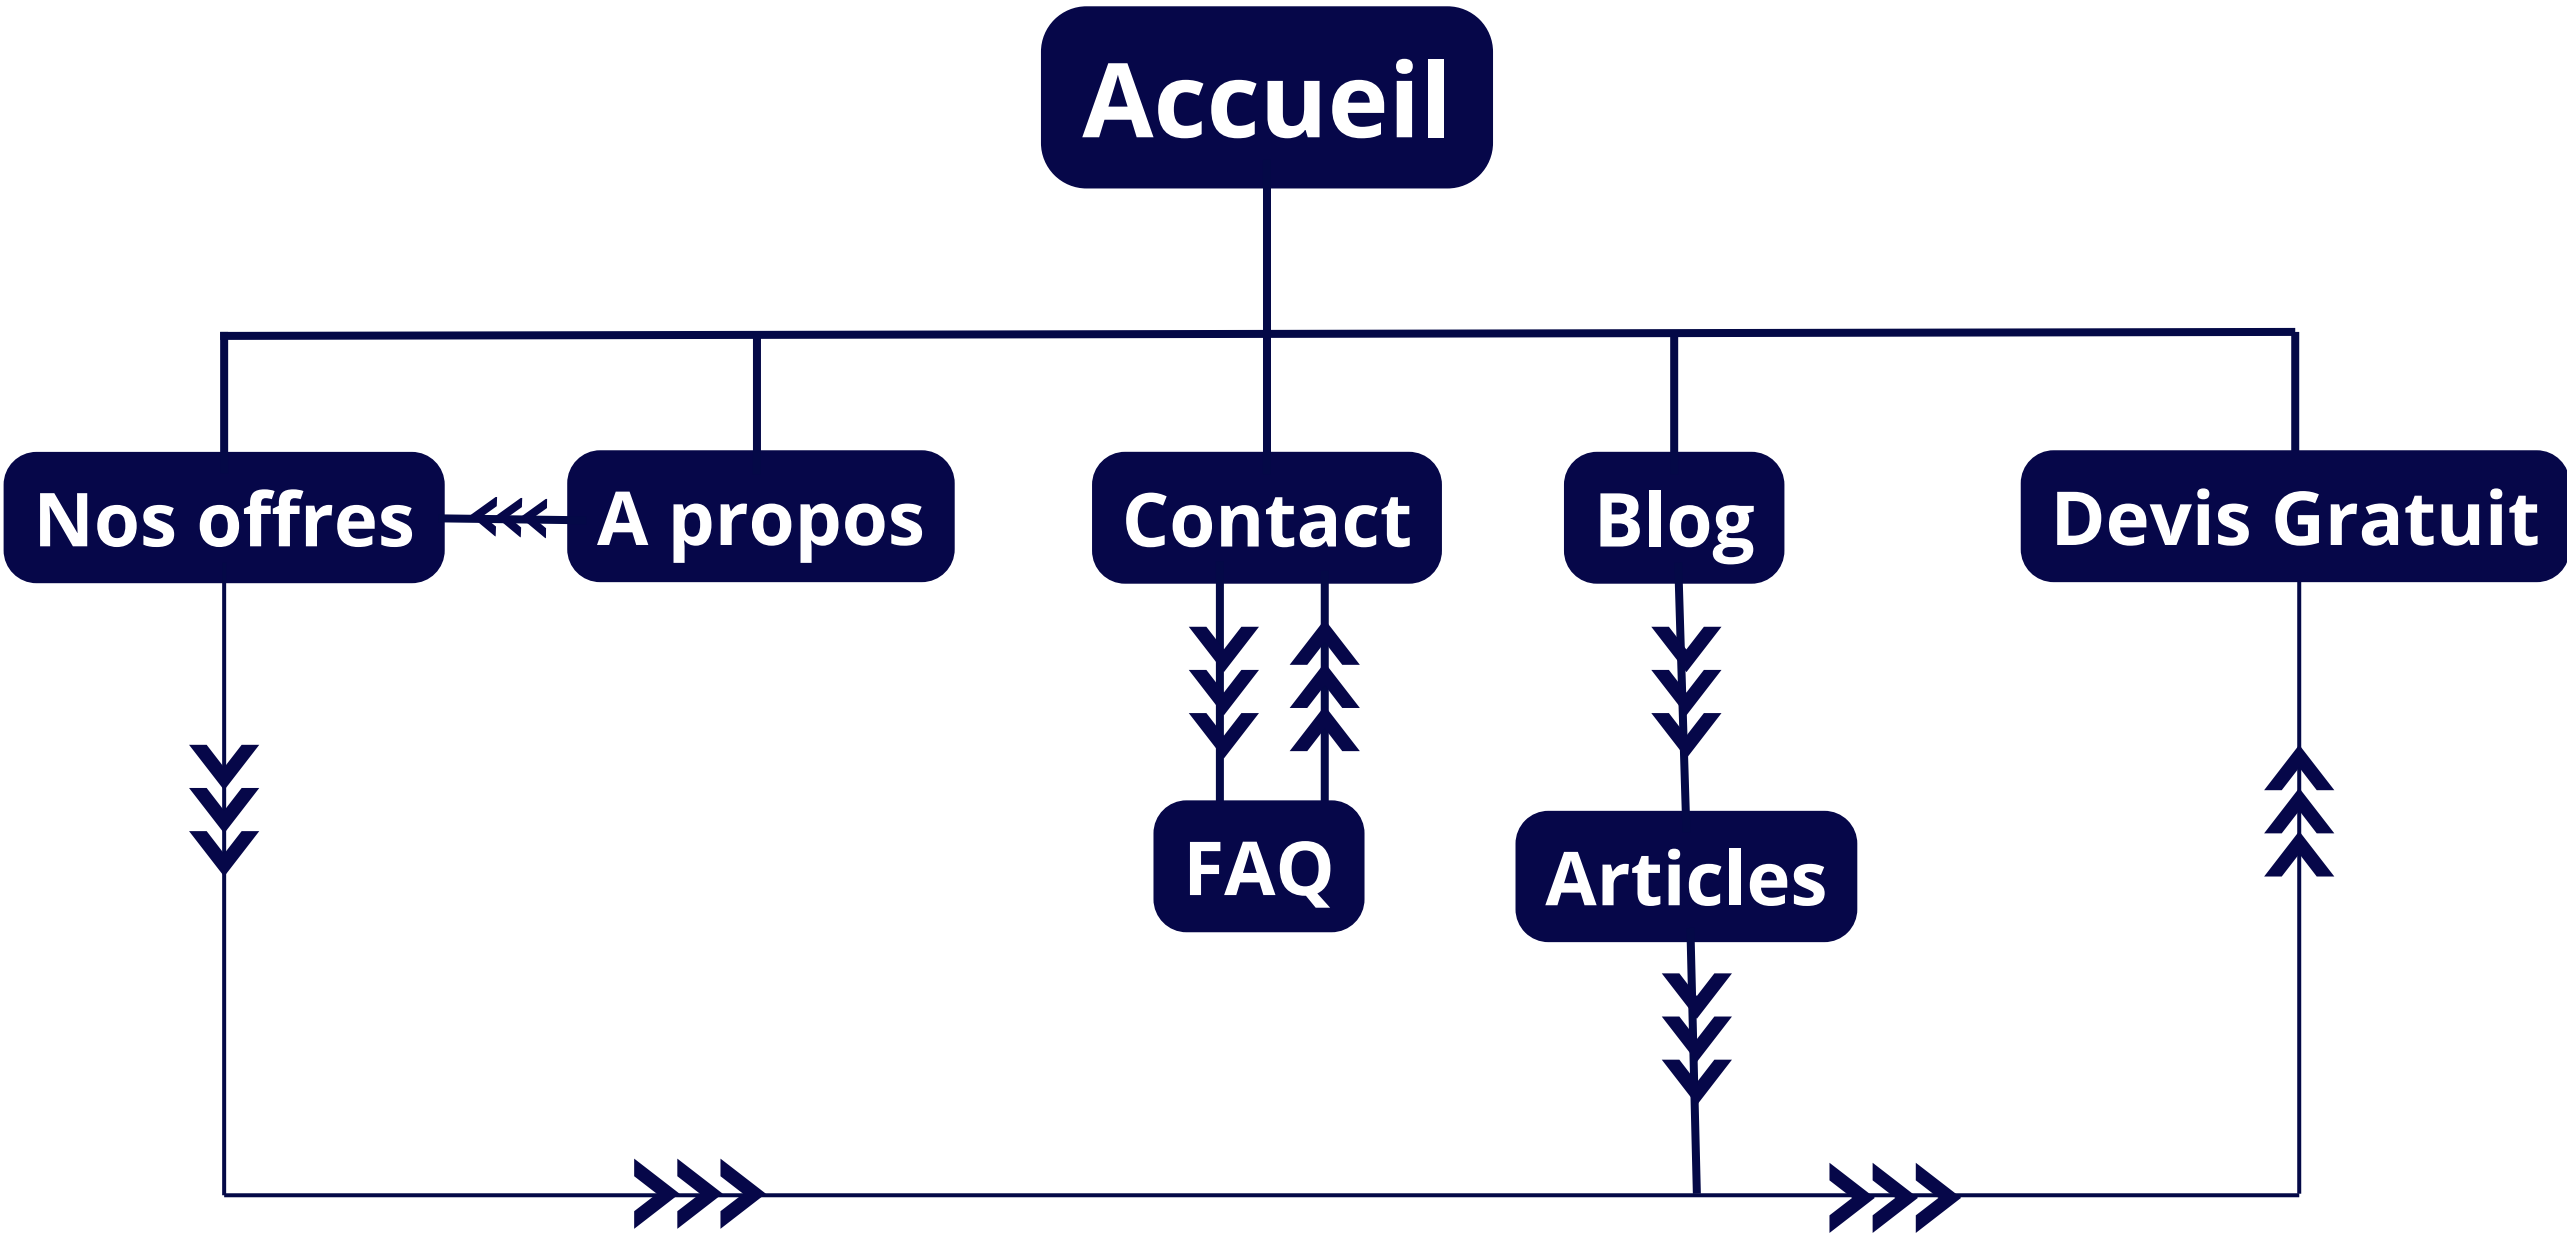 Accueil
Nos offres
A propos
Contact
Blog
Devis Gratuit
FAQ
Articles